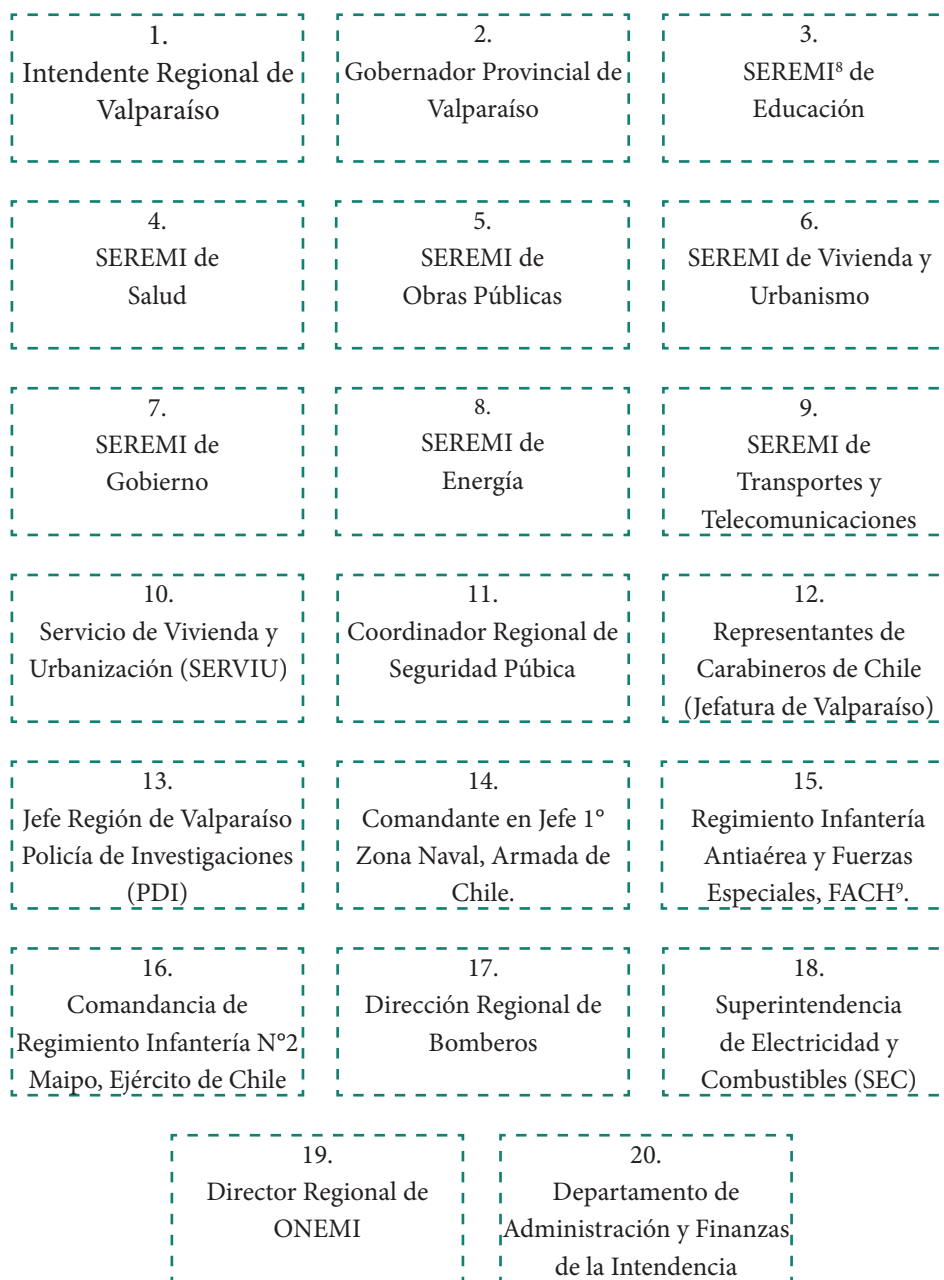 1.
Intendente Regional de
Valparaíso
2.
Gobernador Provincial de
Valparaíso
3.
SEREMI⁸ de
Educación
4.
SEREMI de
Salud
5.
SEREMI de
Obras Públicas
6.
SEREMI de Vivienda y
Urbanismo
7.
SEREMI de
Gobierno
8.
SEREMI de
Energía
9.
SEREMI de
Transportes y
Telecomunicaciones
10.
Servicio de Vivienda y
Urbanización (SERVIU)
11.
Coordinador Regional de
Seguridad Púbica
12.
Representantes de
Carabineros de Chile
(Jefatura de Valparaíso)
13.
Jefe Región de Valparaíso
Policía de Investigaciones
(PDI)
14.
Comandante en Jefe 1°
Zona Naval, Armada de
Chile.
15.
Regimiento Infantería
Antiaérea y Fuerzas
Especiales, FACH⁹.
16.
Comandancia de
Regimiento Infantería N°2
Maipo, Ejército de Chile
17.
Dirección Regional de
Bomberos
18.
Superintendencia
de Electricidad y
Combustibles (SEC)
19.
Director Regional de
ONEMI
20.
Departamento de
Administración y Finanzas
de la Intendencia